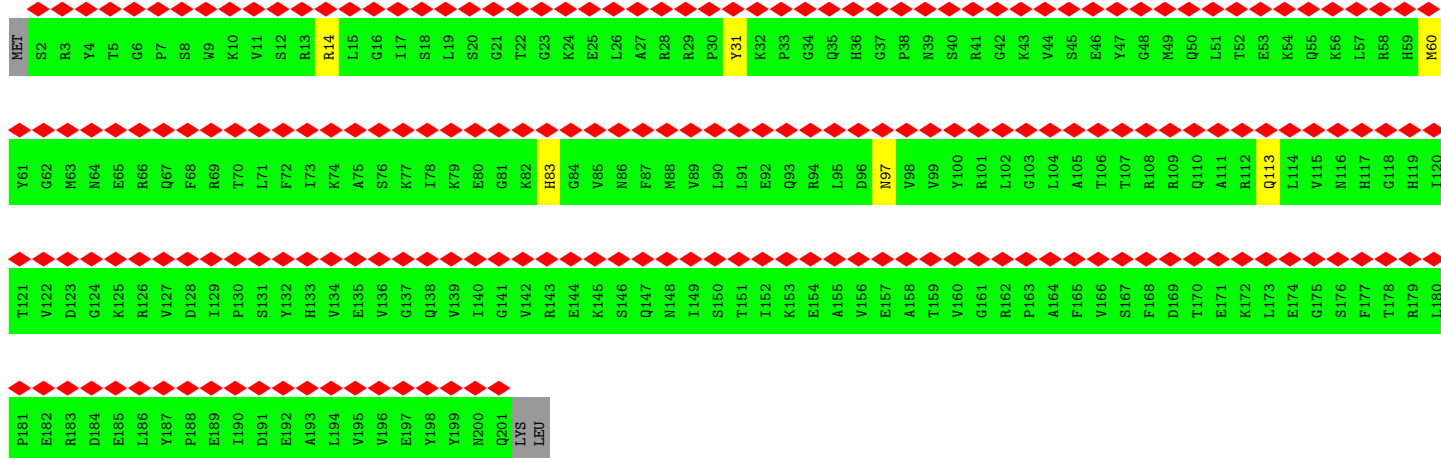 MET S2 R3 Y4 T5 G6 P7 S8 W9 K10 V11 S12 R13 R14 L15 G16 I17 S18 L19 S20 G21 T22 G23 K24 E25 L26 A27 R28 R29 P30 Y31 K32 P33 G34 Q35 H36 G37 P38 N39 S40 R41 G42 K43 V44 S45 E46 Y47 G48 M49 Q50 L51 T52 E53 K54 Q55 K56 L57 R58 H59 M60
Y61 G62 M63 N64 E65 R66 Q67 F68 R69 T70 L71 F72 I73 K74 A75 S76 K77 I78 K79 E80 G81 K82 H83 G84 V85 N86 F87 M88 V89 L90 L91 E92 Q93 R94 L95 D96 N97 V98 V99 Y100 R101 L102 G103 L104 A105 T106 T107 R108 R109 Q110 A111 R112 Q113 L114 V115 N116 H117 G118 H119 I120
T121 V122 D123 G124 K125 R126 V127 D128 I129 P130 S131 Y132 H133 V134 E135 V136 G137 Q138 V139 I140 G141 V142 R143 E144 K145 S146 Q147 N148 I149 S150 T151 I152 K153 E154 A155 V156 E157 A158 T159 V160 G161 R162 P163 A164 F165 V166 S167 F168 D169 T170 E171 K172 L173 E174 G175 S176 F177 T178 R179 L180
P181 E182 R183 D184 E185 L186 Y187 P188 E189 I190 D191 E192 A193 L194 V195 V196 E197 Y198 Y199 N200 Q201 LYS LEU